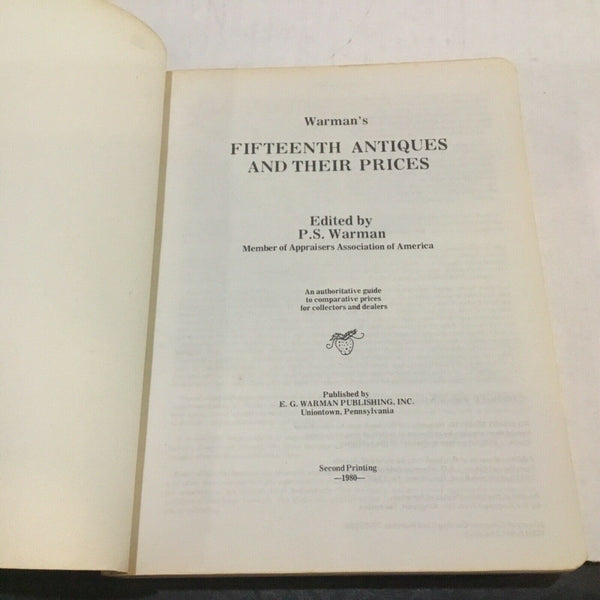 Warman's
FIFTEENTH ANTIQUES
AND THEIR PRICES
Edited by
P.S. Warman
Member of Appraisers Association of America
An authoritative guide
to comparative prices
for collectors and dealers
Published by
E. G. WARMAN PUBLISHING, INC.
Uniontown, Pennsylvania
Second Printing
—1980—